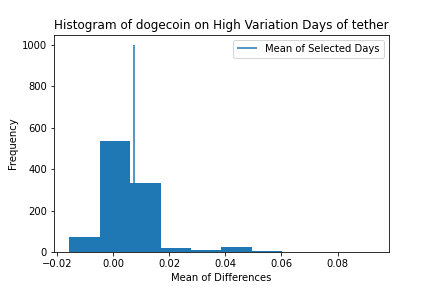 Histogram of dogecoin on High Variation Days of tether
Mean of Selected Days
Frequency
1000
800
600
400
200
0
−0.02 0.00 0.02 0.04 0.06 0.08
Mean of Differences